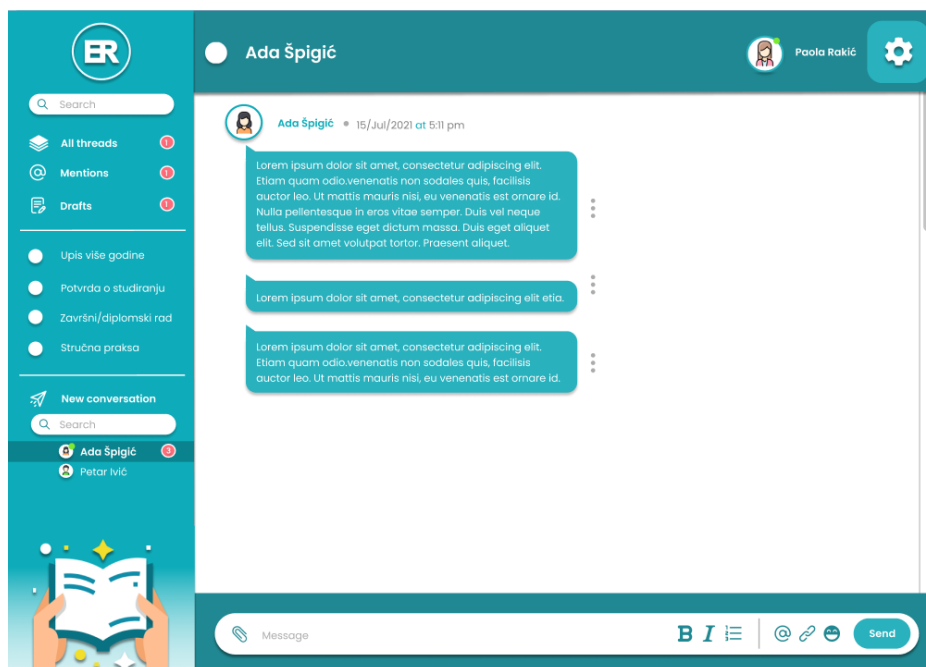 ER
Search
All threads 1
Mentions 1
Drafts 1
Upis više godine
Potvrda o studiranju
Završni/diplomski rad
Stručna praksa
New conversation
Search
Ada Špigić 3
Petar Ivić
Ada Špigić
Paola Rakić
Ada Špigić • 15/Jul/2021 at 5:11 pm
Lorem ipsum dolor sit amet, consectetur adipiscing elit.
Etiam quam odio.venenatis non sodales quis, facilisis
auctor leo. Ut mattis mauris nisi, eu venenatis est ornare id.
Nulla pellentesque in eros vitae semper. Duis vel neque
tellus. Suspendisse eget dictum massa. Duis eget aliquet
elit. Sed sit amet volutpat tortor. Praesent aliquet.
Lorem ipsum dolor sit amet, consectetur adipiscing elit etia.
Lorem ipsum dolor sit amet, consectetur adipiscing elit.
Etiam quam odio.venenatis non sodales quis, facilisis
auctor leo. Ut mattis mauris nisi, eu venenatis est ornare id.
Message
B I
Send